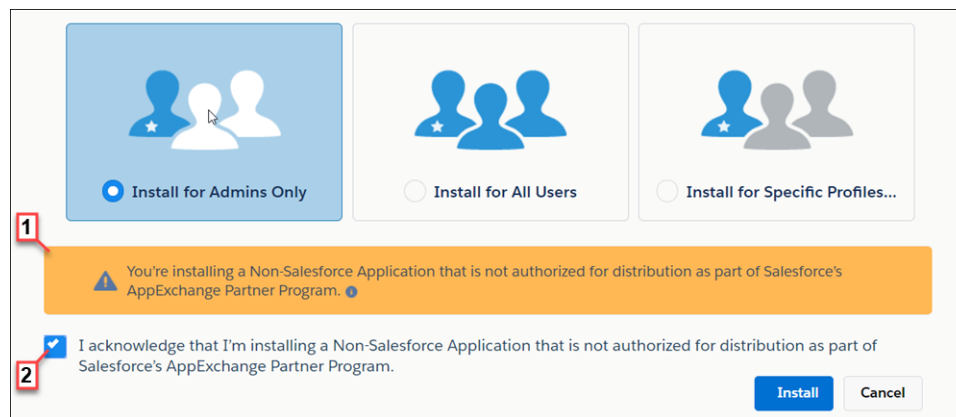 Install for Admins Only
Install for All Users
Install for Specific Profiles...
1
You're installing a Non-Salesforce Application that is not authorized for distribution as part of Salesforce's
AppExchange Partner Program.
2
I acknowledge that I'm installing a Non-Salesforce Application that is not authorized for distribution as part of
Salesforce's AppExchange Partner Program.
Install
Cancel